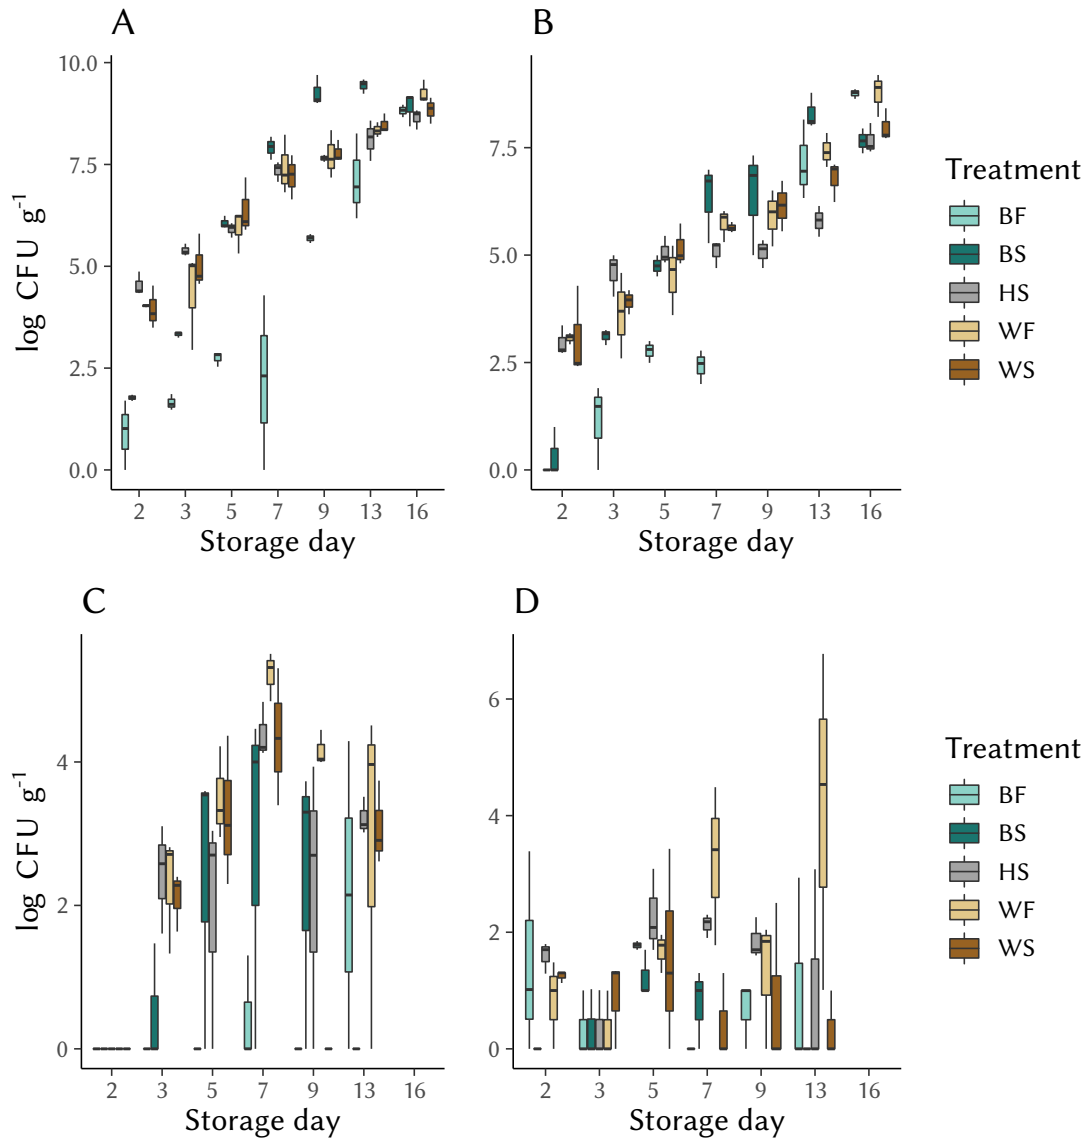 A
B
log CFU g⁻¹
10.0
7.5
5.0
2.5
0.0
2 3 5 7 9 13 16
Storage day
7.5
5.0
2.5
0.0
2 3 5 7 9 13 16
Storage day
Treatment
BF
BS
HS
WF
WS
C
D
log CFU g⁻¹
4
2
0
2 3 5 7 9 13 16
Storage day
6
4
2
0
2 3 5 7 9 13 16
Storage day
Treatment
BF
BS
HS
WF
WS